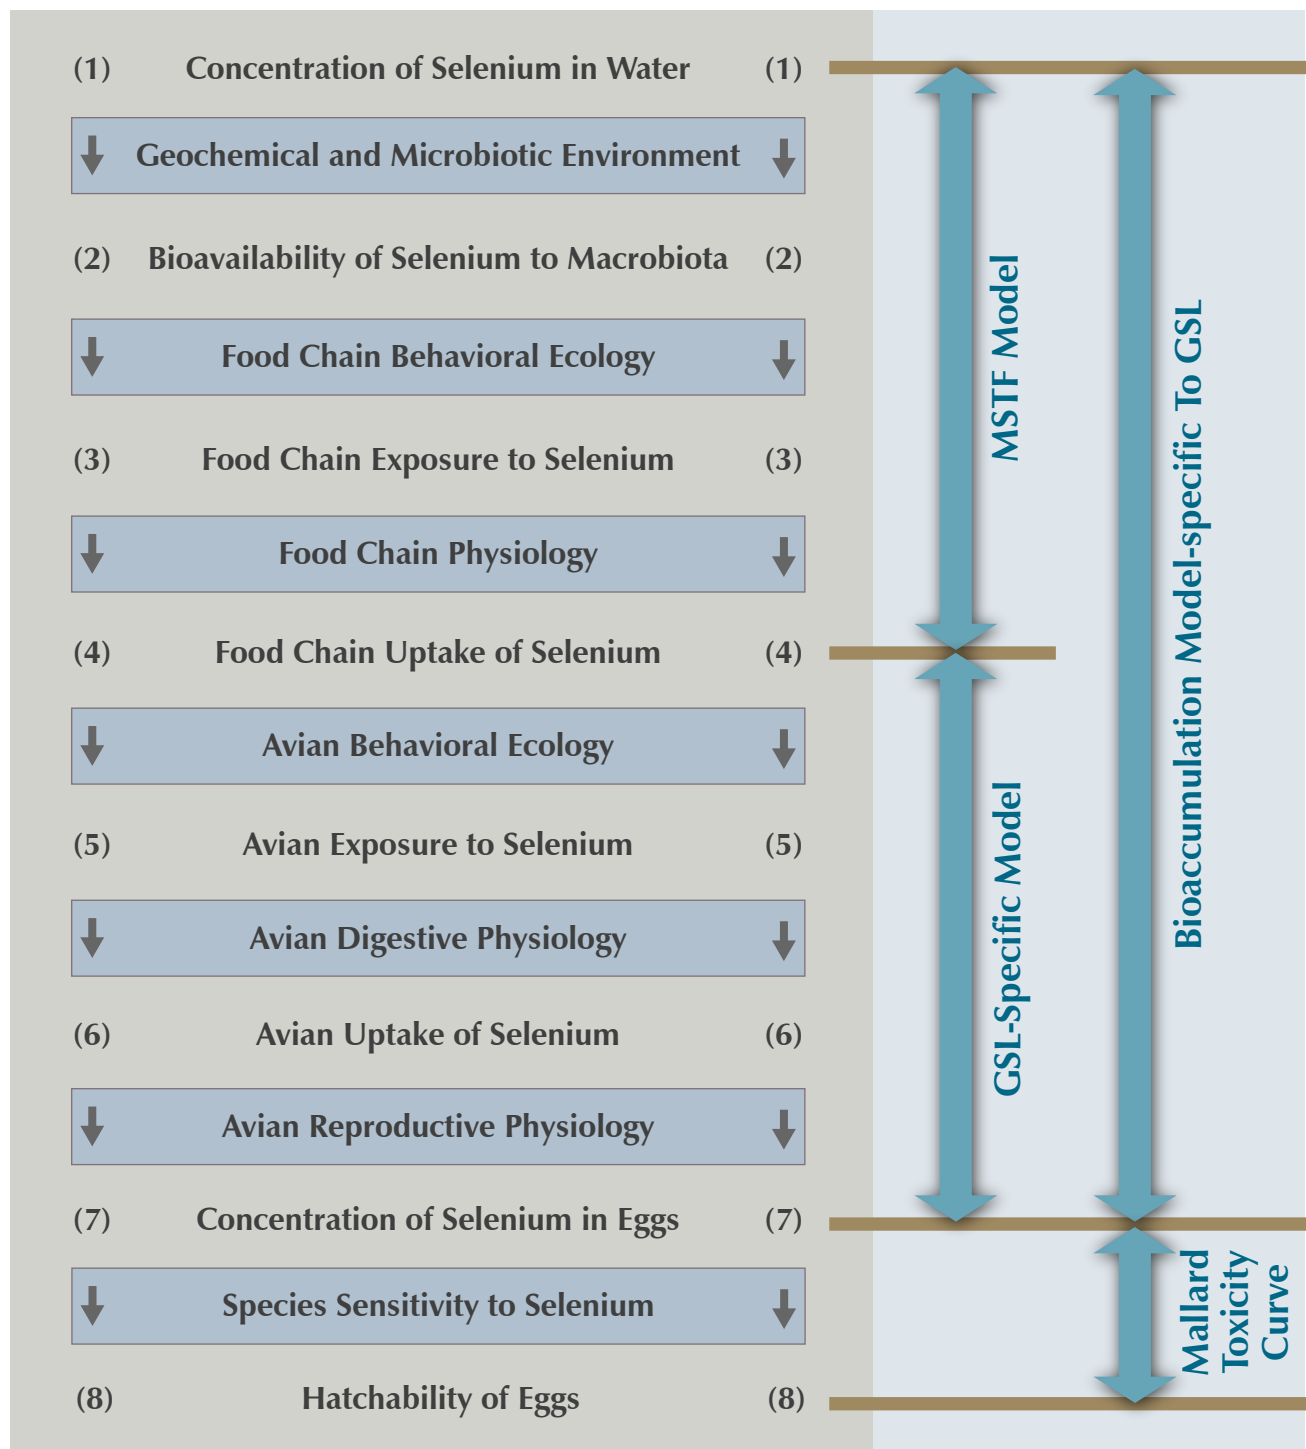 (1) Concentration of Selenium in Water (1)
Geochemical and Microbiotic Environment
(2) Bioavailability of Selenium to Macrobiota (2)
Food Chain Behavioral Ecology
(3) Food Chain Exposure to Selenium (3)
Food Chain Physiology
(4) Food Chain Uptake of Selenium (4)
Avian Behavioral Ecology
(5) Avian Exposure to Selenium (5)
Avian Digestive Physiology
(6) Avian Uptake of Selenium (6)
Avian Reproductive Physiology
(7) Concentration of Selenium in Eggs (7)
Species Sensitivity to Selenium
(8) Hatchability of Eggs (8)
MSTF Model
GSL-Specific Model
Bioaccumulation Model-specific To GSL
Mallard
Toxicity
Curve